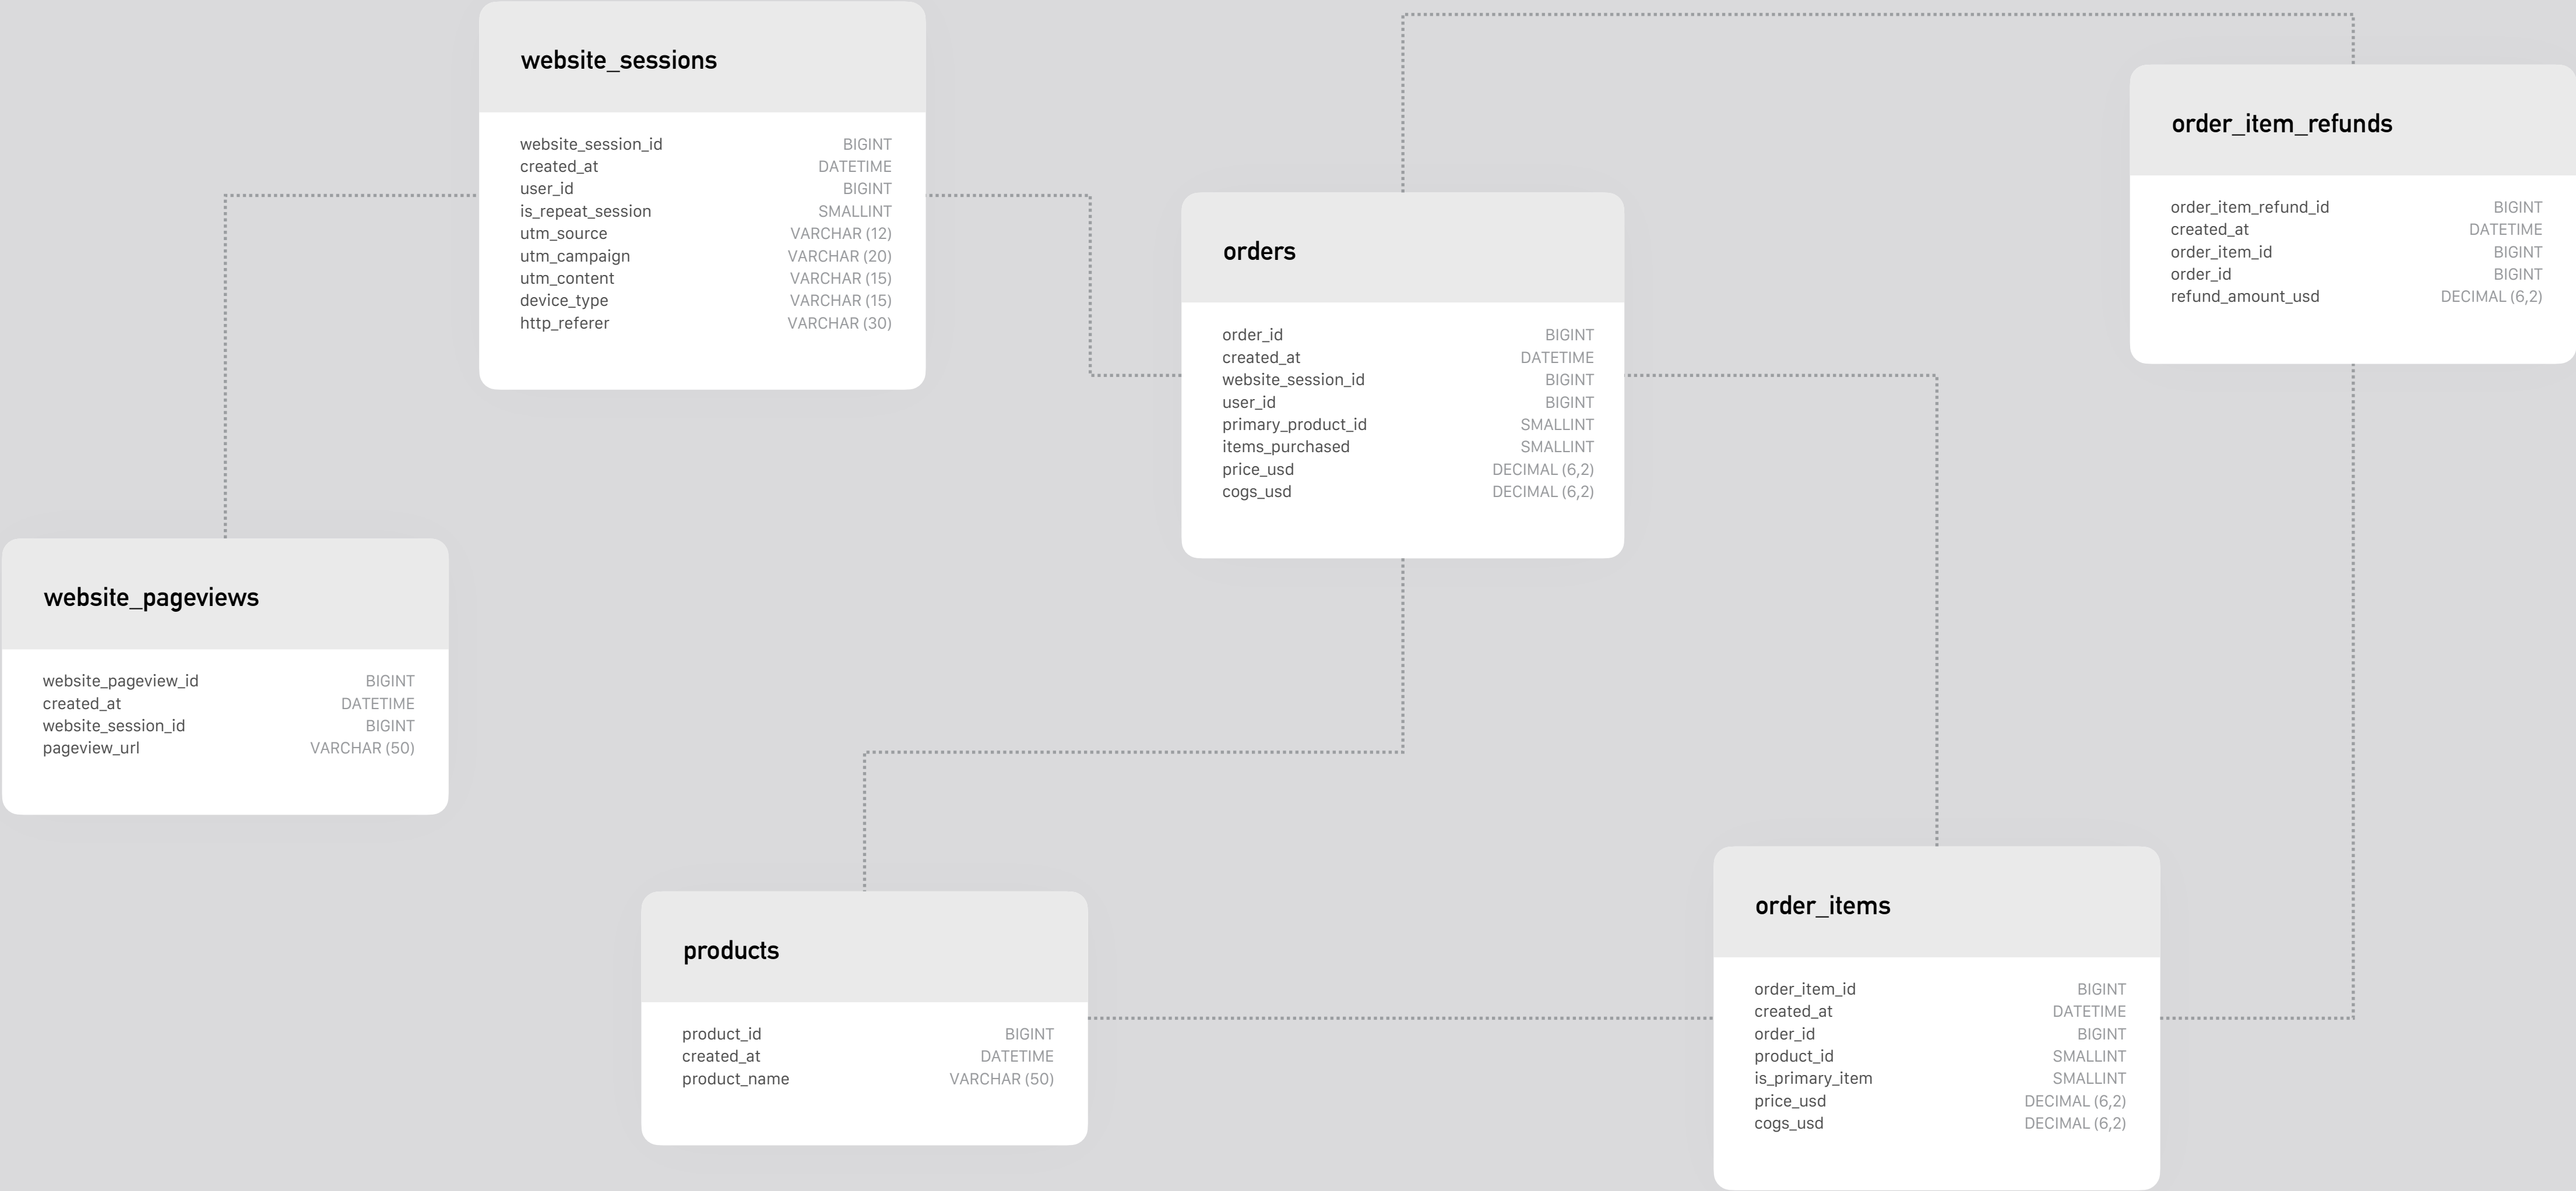 website_sessions
website_session_id BIGINT
created_at DATETIME
user_id BIGINT
is_repeat_session SMALLINT
utm_source VARCHAR (12)
utm_campaign VARCHAR (20)
utm_content VARCHAR (15)
device_type VARCHAR (15)
http_referer VARCHAR (30)
order_item_refunds
order_item_refund_id BIGINT
created_at DATETIME
order_item_id BIGINT
order_id BIGINT
refund_amount_usd DECIMAL (6,2)
orders
order_id BIGINT
created_at DATETIME
website_session_id BIGINT
user_id BIGINT
primary_product_id SMALLINT
items_purchased SMALLINT
price_usd DECIMAL (6,2)
cogs_usd DECIMAL (6,2)
website_pageviews
website_pageview_id BIGINT
created_at DATETIME
website_session_id BIGINT
pageview_url VARCHAR (50)
products
product_id BIGINT
created_at DATETIME
product_name VARCHAR (50)
order_items
order_item_id BIGINT
created_at DATETIME
order_id BIGINT
product_id SMALLINT
is_primary_item SMALLINT
price_usd DECIMAL (6,2)
cogs_usd DECIMAL (6,2)